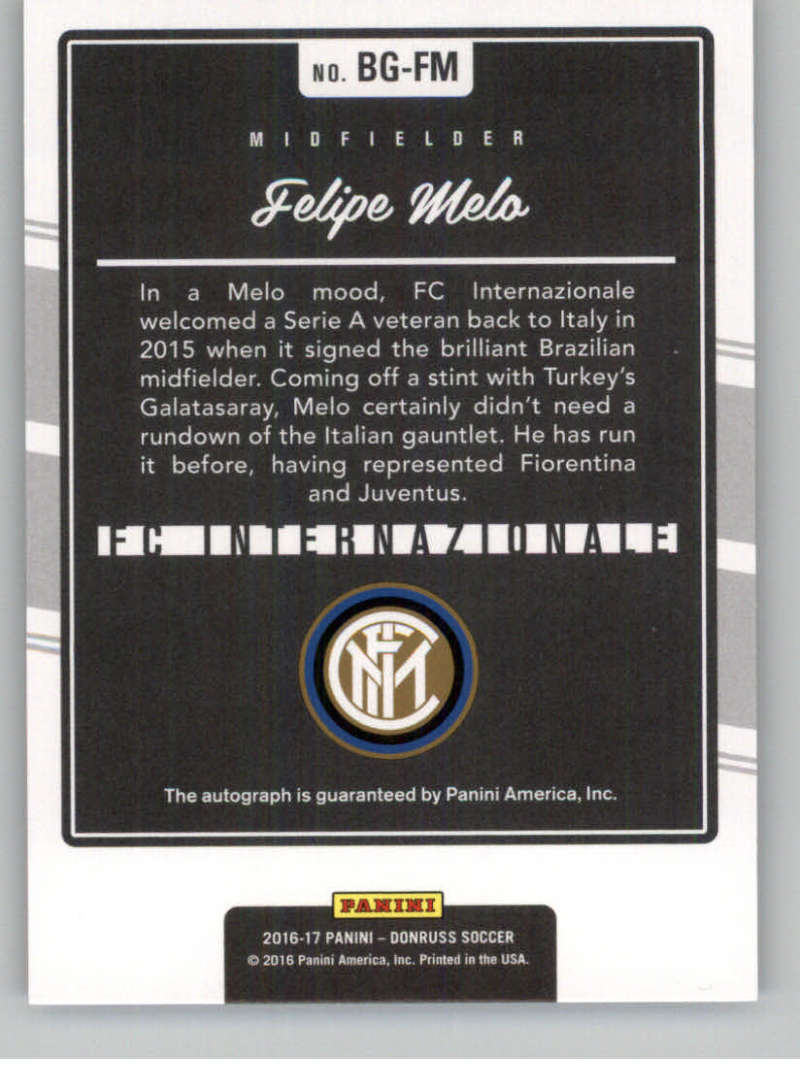 NO. BG-FM
MIDFIELDER
Felipe Melo
In a Melo mood, FC Internazionale
welcomed a Serie A veteran back to Italy in
2015 when it signed the brilliant Brazilian
midfielder. Coming off a stint with Turkey's
Galatasaray, Melo certainly didn't need a
rundown of the Italian gauntlet. He has run
it before, having represented Fiorentina
and Juventus.
FC INTERNAZIONALE
FCIM
The autograph is guaranteed by Panini America, Inc.
PANINI
2016-17 PANINI – DONRUSS SOCCER
© 2016 Panini America, Inc. Printed in the USA.